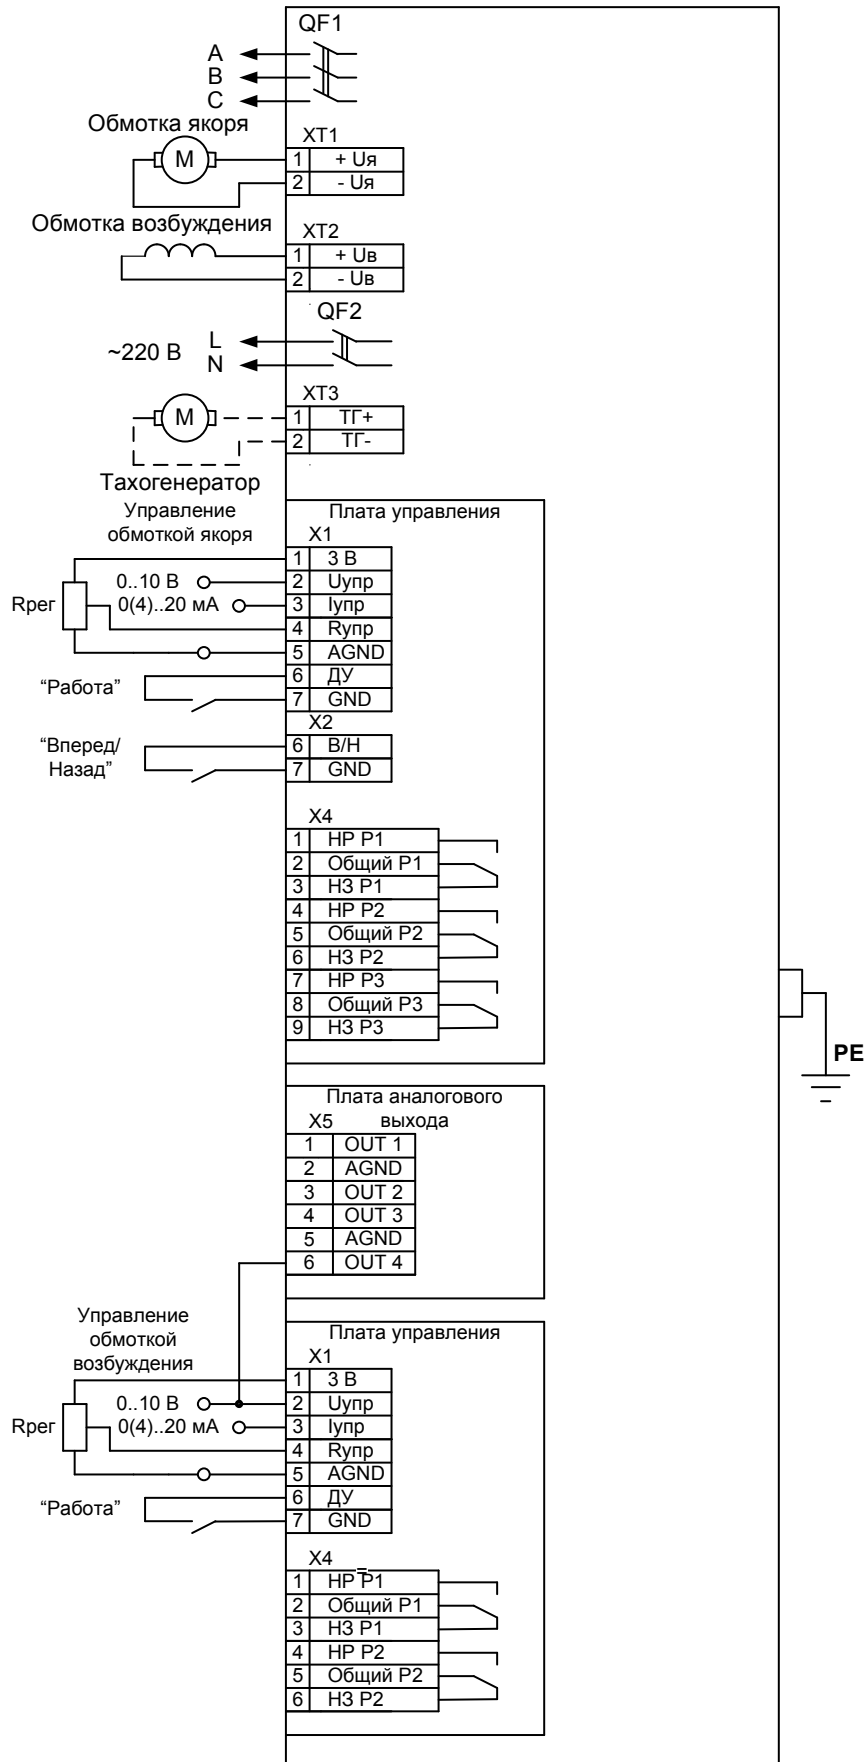 QF1
A
B
C
Обмотка якоря
XT1
1 + Uя
2 - Uя
M
Обмотка возбуждения
XT2
1 + Uв
2 - Uв
QF2
~220 В
L
N
XT3
M
1 ТГ+
2 ТГ-
Тахогенератор
Управление
обмоткой якоря
Плата управления
X1
1 3 В
0..10 В 2 Uупр
Rрег 0(4)..20 мА 3 Iупр
4 Rупр
5 AGND
6 ДУ
“Работа” 7 GND
X2
“Вперед/ 6 В/Н
Назад” 7 GND
X4
1 НР Р1
2 Общий Р1
3 НЗ Р1
4 НР Р2
5 Общий Р2
6 НЗ Р2
7 НР Р3
8 Общий Р3
9 НЗ Р3
PE
Плата аналогового
выхода
X5
1 OUT 1
2 AGND
3 OUT 2
4 OUT 3
5 AGND
6 OUT 4
Управление
обмоткой
возбуждения
Плата управления
X1
1 3 В
0..10 В 2 Uупр
Rрег 0(4)..20 мА 3 Iупр
4 Rупр
5 AGND
6 ДУ
“Работа” 7 GND
X4
1 НР Р1
2 Общий Р1
3 НЗ Р1
4 НР Р2
5 Общий Р2
6 НЗ Р2